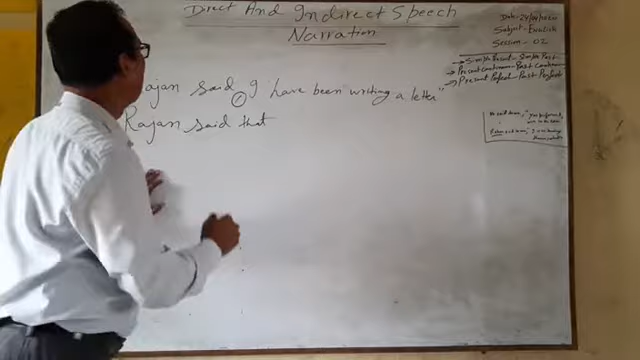 Direct And Indirect Speech
Narration
Subject - English
Session - 02
→ Simple Present - Simple Past
→ Present Continuous - Past Continuous
→ Present Perfect - Past Perfect
Rajan said, I have been writing a letter"
Rajan said that